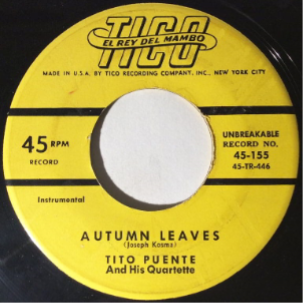 TICO
EL REY DEL MAMBO
MADE IN U.S.A. BY TICO RECORDING COMPANY, INC., NEW YORK CITY
45 RPM
RECORD
UNBREAKABLE
RECORD NO.
45-155
45-TR-446
Instrumental
AUTUMN LEAVES
(Joseph Kosma)
TITO PUENTE
And His Quartette